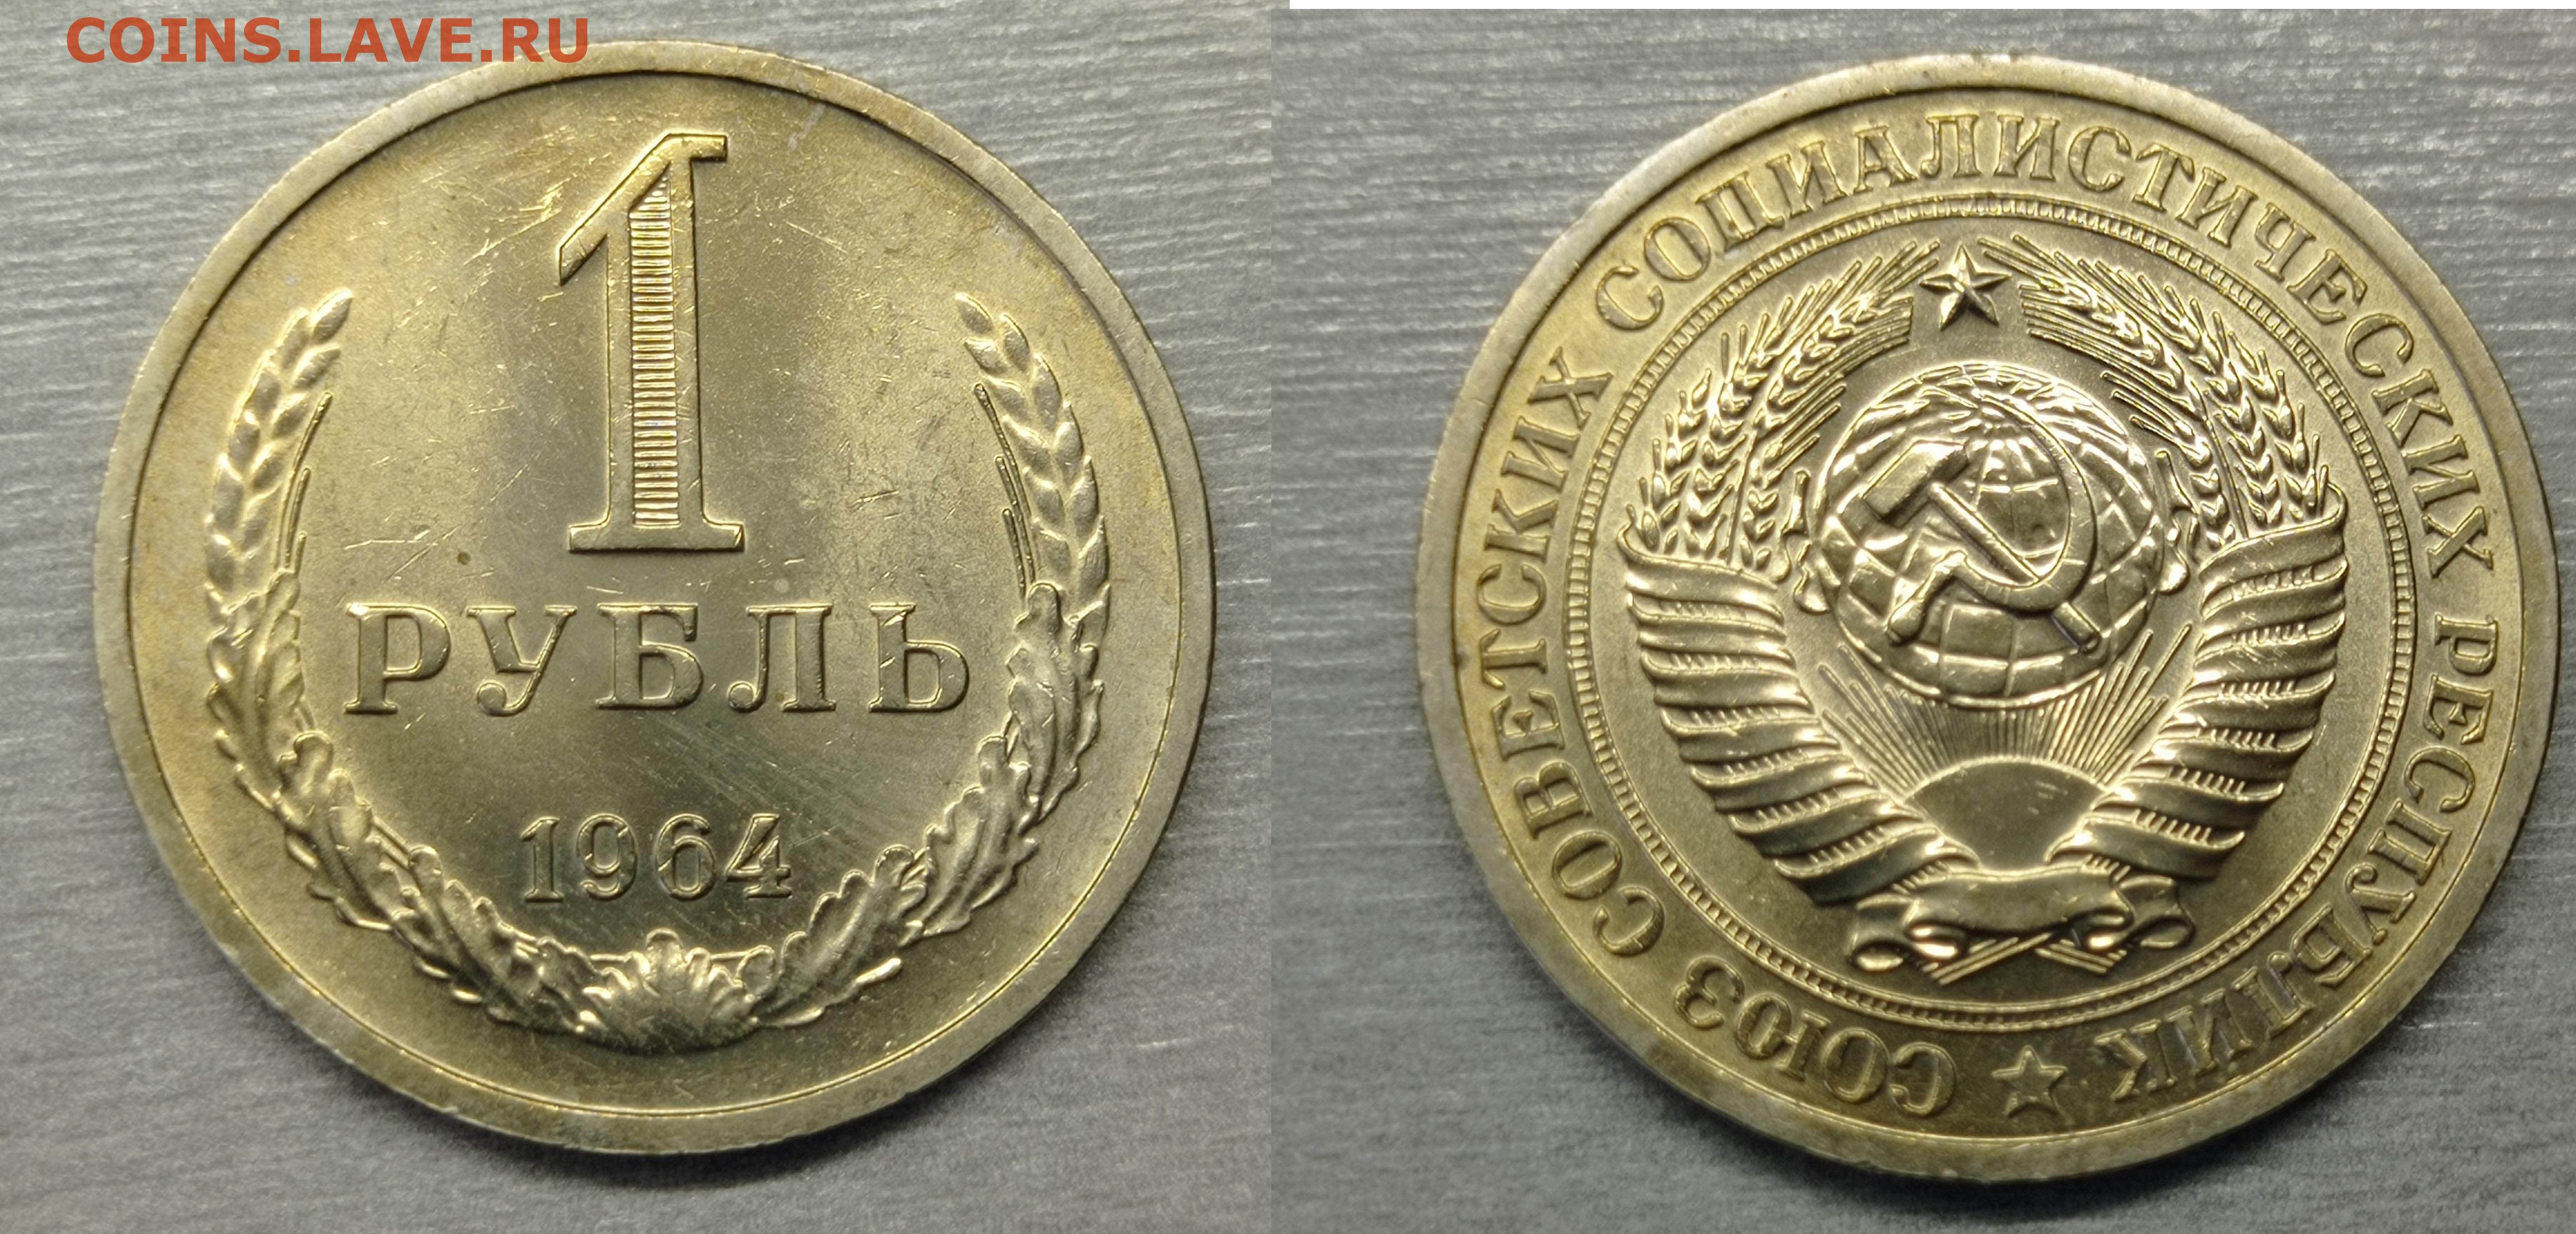 COINS.LAVE.RU
1
РУБЛЬ
1964
СОЮЗ СОВЕТСКИХ СОЦИАЛИСТИЧЕСКИХ РЕСПУБЛИК